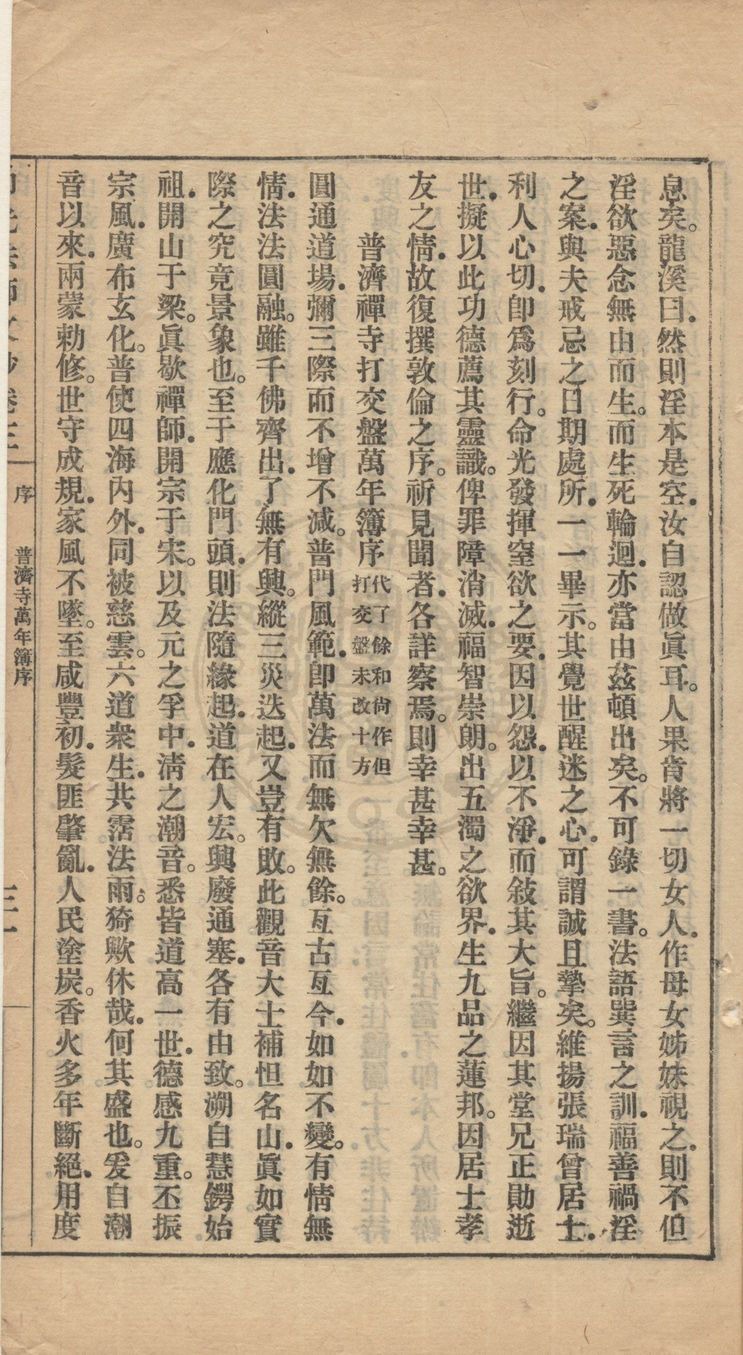 息矣。龍溪曰.然則淫本是空.汝自認做眞耳。人果肯將一切女人.作母女姊妹視之.則不但
淫欲惡念無由而生。而生死輪迴.亦當由茲頓出矣。不可錄一書。法語巽言之訓.福善禍淫
之案.與夫戒忌之日期處所.一一畢示。其覺世醒迷之心.可謂誠且摯矣。維揚張瑞曾居士.
利人心切.卽爲刻行。命光發揮窒欲之要.因以怨.以不淨.而敍其大旨。繼因其堂兄正勛逝
世.擬以此功德薦其靈識。俾罪障消滅.福智崇朗。出五濁之欲界.生九品之蓮邦。因居士孝
友之情.故復撰敦倫之序。祈見聞者.各詳察焉。則幸甚幸甚。
普濟禪寺打交盤萬年簿序
代了餘和尙作但
打交盤未改十方
圓通道場.彌三際而不增不減。普門風範.卽萬法而無欠無餘。亙古亙今.如如不變。有情無
情.法法圓融。雖千佛齊出.了無有興。縱三災迭起.又豈有敗。此觀音大士補怛名山.眞如實
際之究竟景象也。至于應化門頭.則法隨緣起.道在人宏。興廢通塞.各有由致。溯自慧鍔始
祖.開山于梁。眞歇禪師.開宗于宋。以及元之孚中.淸之潮音。悉皆道高一世.德感九重。丕振
宗風.廣布玄化。普使四海內外.同被慈雲。六道衆生.共霑法雨。猗歟休哉.何其盛也。爰自潮
音以來.兩蒙勅修。世守成規.家風不墜。至咸豐初.髮匪肇亂.人民塗炭。香火多年斷絕.用度
卷三
序
普濟寺萬年簿序
三一